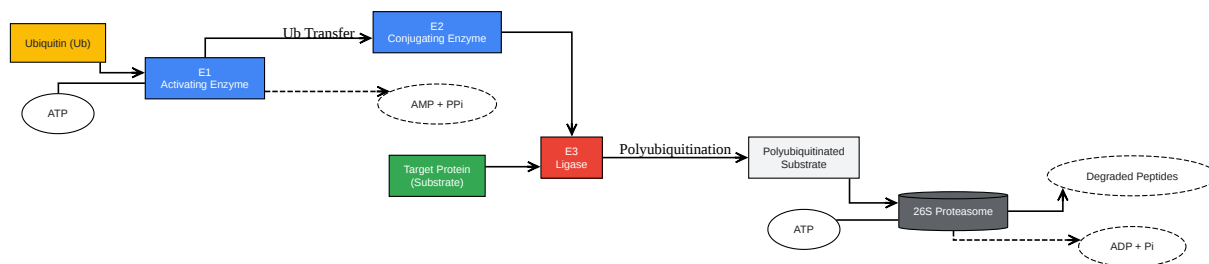 Ubiquitin (Ub)
ATP
E1
Activating Enzyme
Ub Transfer
E2
Conjugating Enzyme
AMP + PPi
Target Protein
(Substrate)
E3
Ligase
Polyubiquitination
Polyubiquitinated
Substrate
ATP
26S Proteasome
Degraded Peptides
ADP + Pi